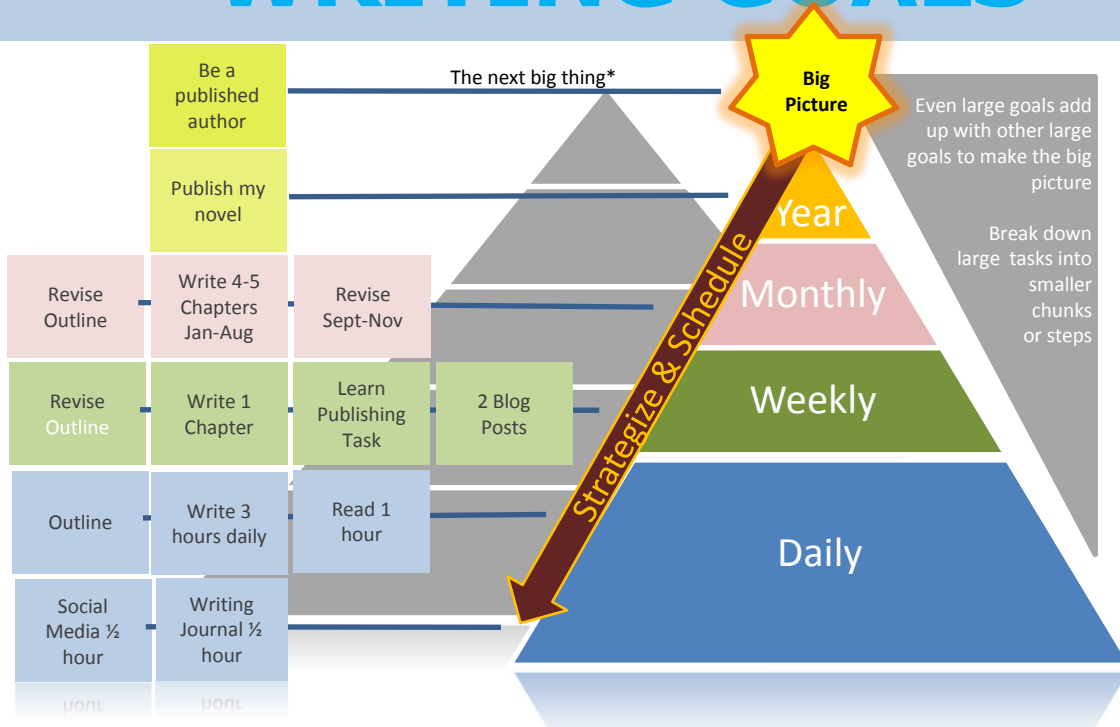 WRITING GOALS
Be a
published
author
The next big thing*
Big
Picture
Even large goals add
up with other large
goals to make the big
picture
Break down
large tasks into
smaller
chunks
or steps
Publish my
novel
Year
Revise
Outline
Write 4-5
Chapters
Jan-Aug
Revise
Sept-Nov
Monthly
Strategize & Schedule
Revise
Outline
Write 1
Chapter
Learn
Publishing
Task
2 Blog
Posts
Weekly
Outline
Write 3
hours daily
Read 1
hour
Daily
Social
Media ½
hour
Writing
Journal ½
hour